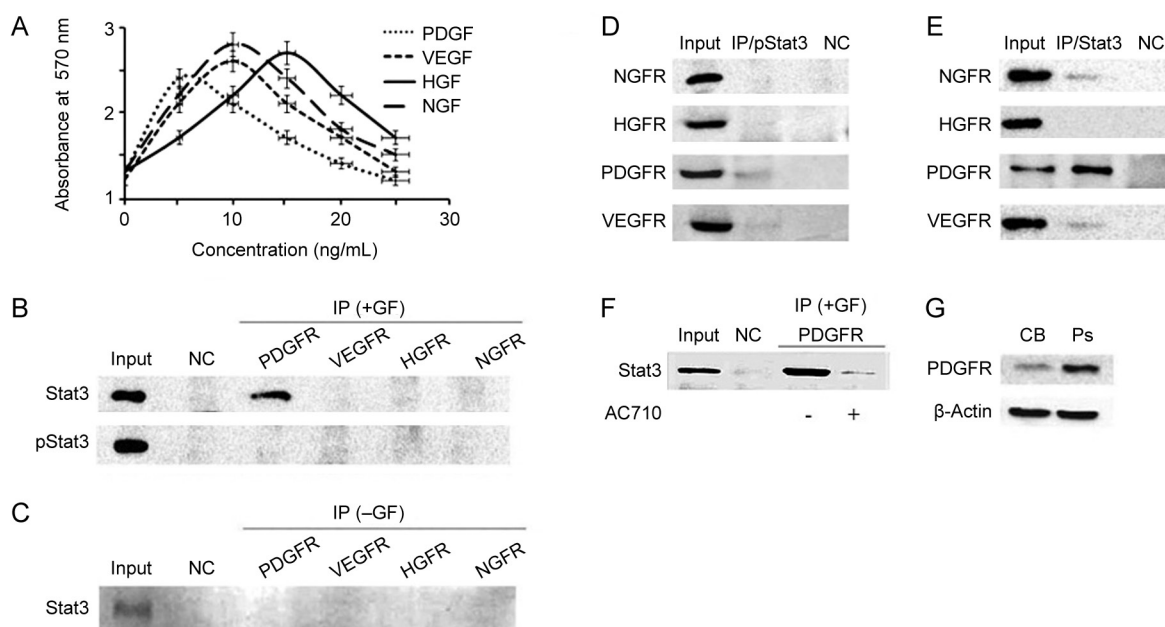 A
Absorbance at 570 nm
3
2
1
0
10
20
30
Concentration (ng/mL)
PDGF
VEGF
HGF
NGF
B
IP (+GF)
Input NC PDGFR VEGFR HGFR NGFR
Stat3
pStat3
C
IP (–GF)
Input NC PDGFR VEGFR HGFR NGFR
Stat3
D
Input IP/pStat3 NC
NGFR
HGFR
PDGFR
VEGFR
E
Input IP/Stat3 NC
NGFR
HGFR
PDGFR
VEGFR
F
IP (+GF)
Input NC PDGFR
Stat3
AC710 - +
G
CB Ps
PDGFR
β-Actin